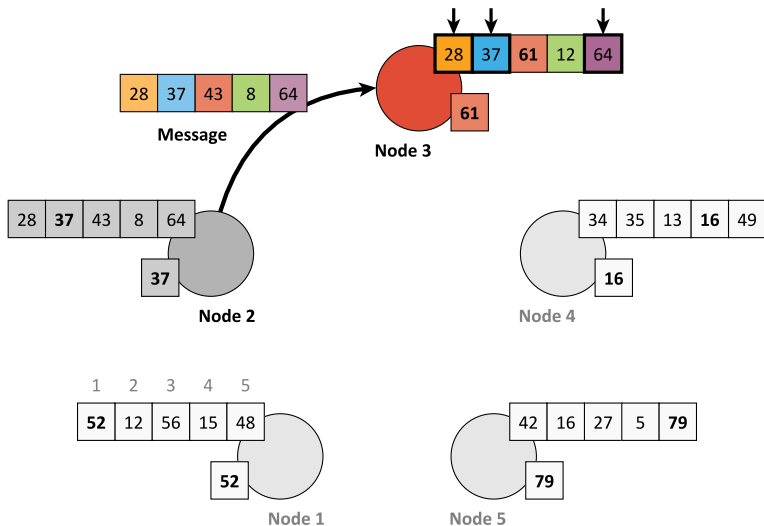 28 37 61 12 64
28 37 43 8 64
61
Message
Node 3
28 37 43 8 64
34 35 13 16 49
37
16
Node 2
Node 4
1 2 3 4 5
52 12 56 15 48
42 16 27 5 79
52
79
Node 1
Node 5